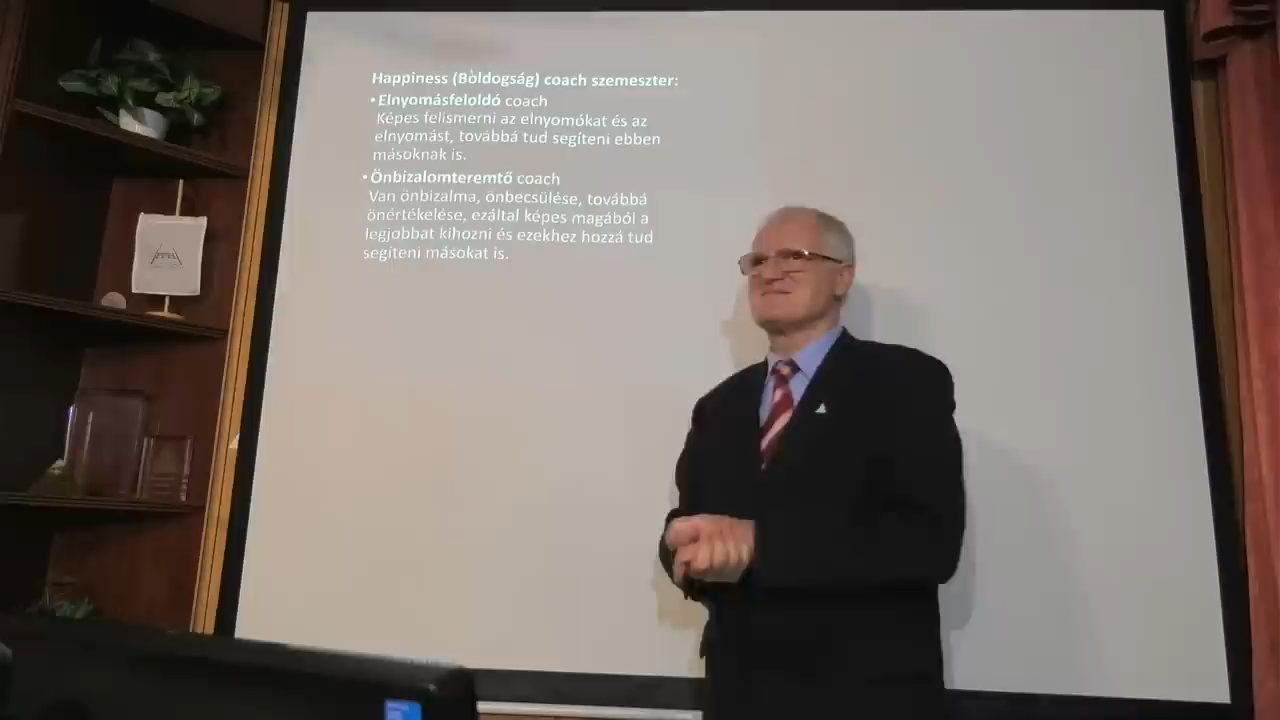 Happiness (Boldogság) coach szemeszter:
• Elnyomásfeloldó coach
Képes felismerni az elnyomókat és az
elnyomást, továbbá tud segíteni ebben
másoknak is.
• Önbizalomteremtő coach
Van önbizalma, önbecsülése, továbbá
önértékelése, ezáltal képes magából a
legjobbat kihozni és ezekhez hozzá tud
segíteni másokat is.